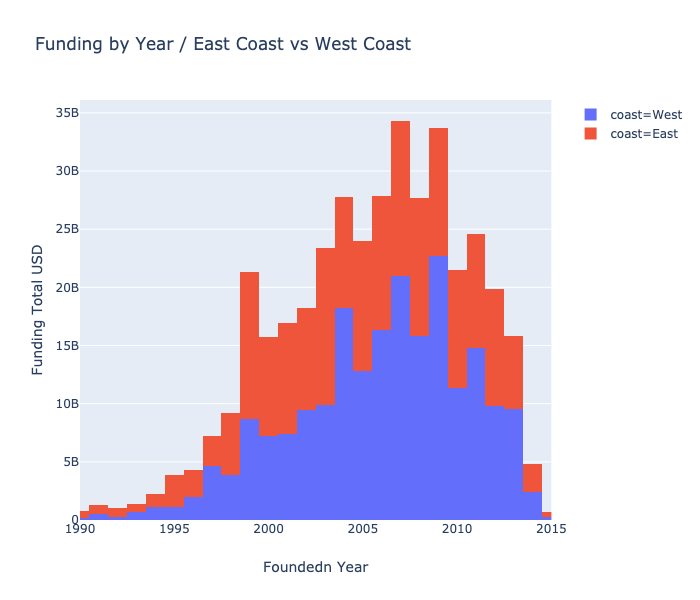 Funding by Year / East Coast vs West Coast
coast=West
coast=East
Funding Total USD
35B
30B
25B
20B
15B
10B
5B
0
1990
1995
2000
2005
2010
2015
Foundedn Year